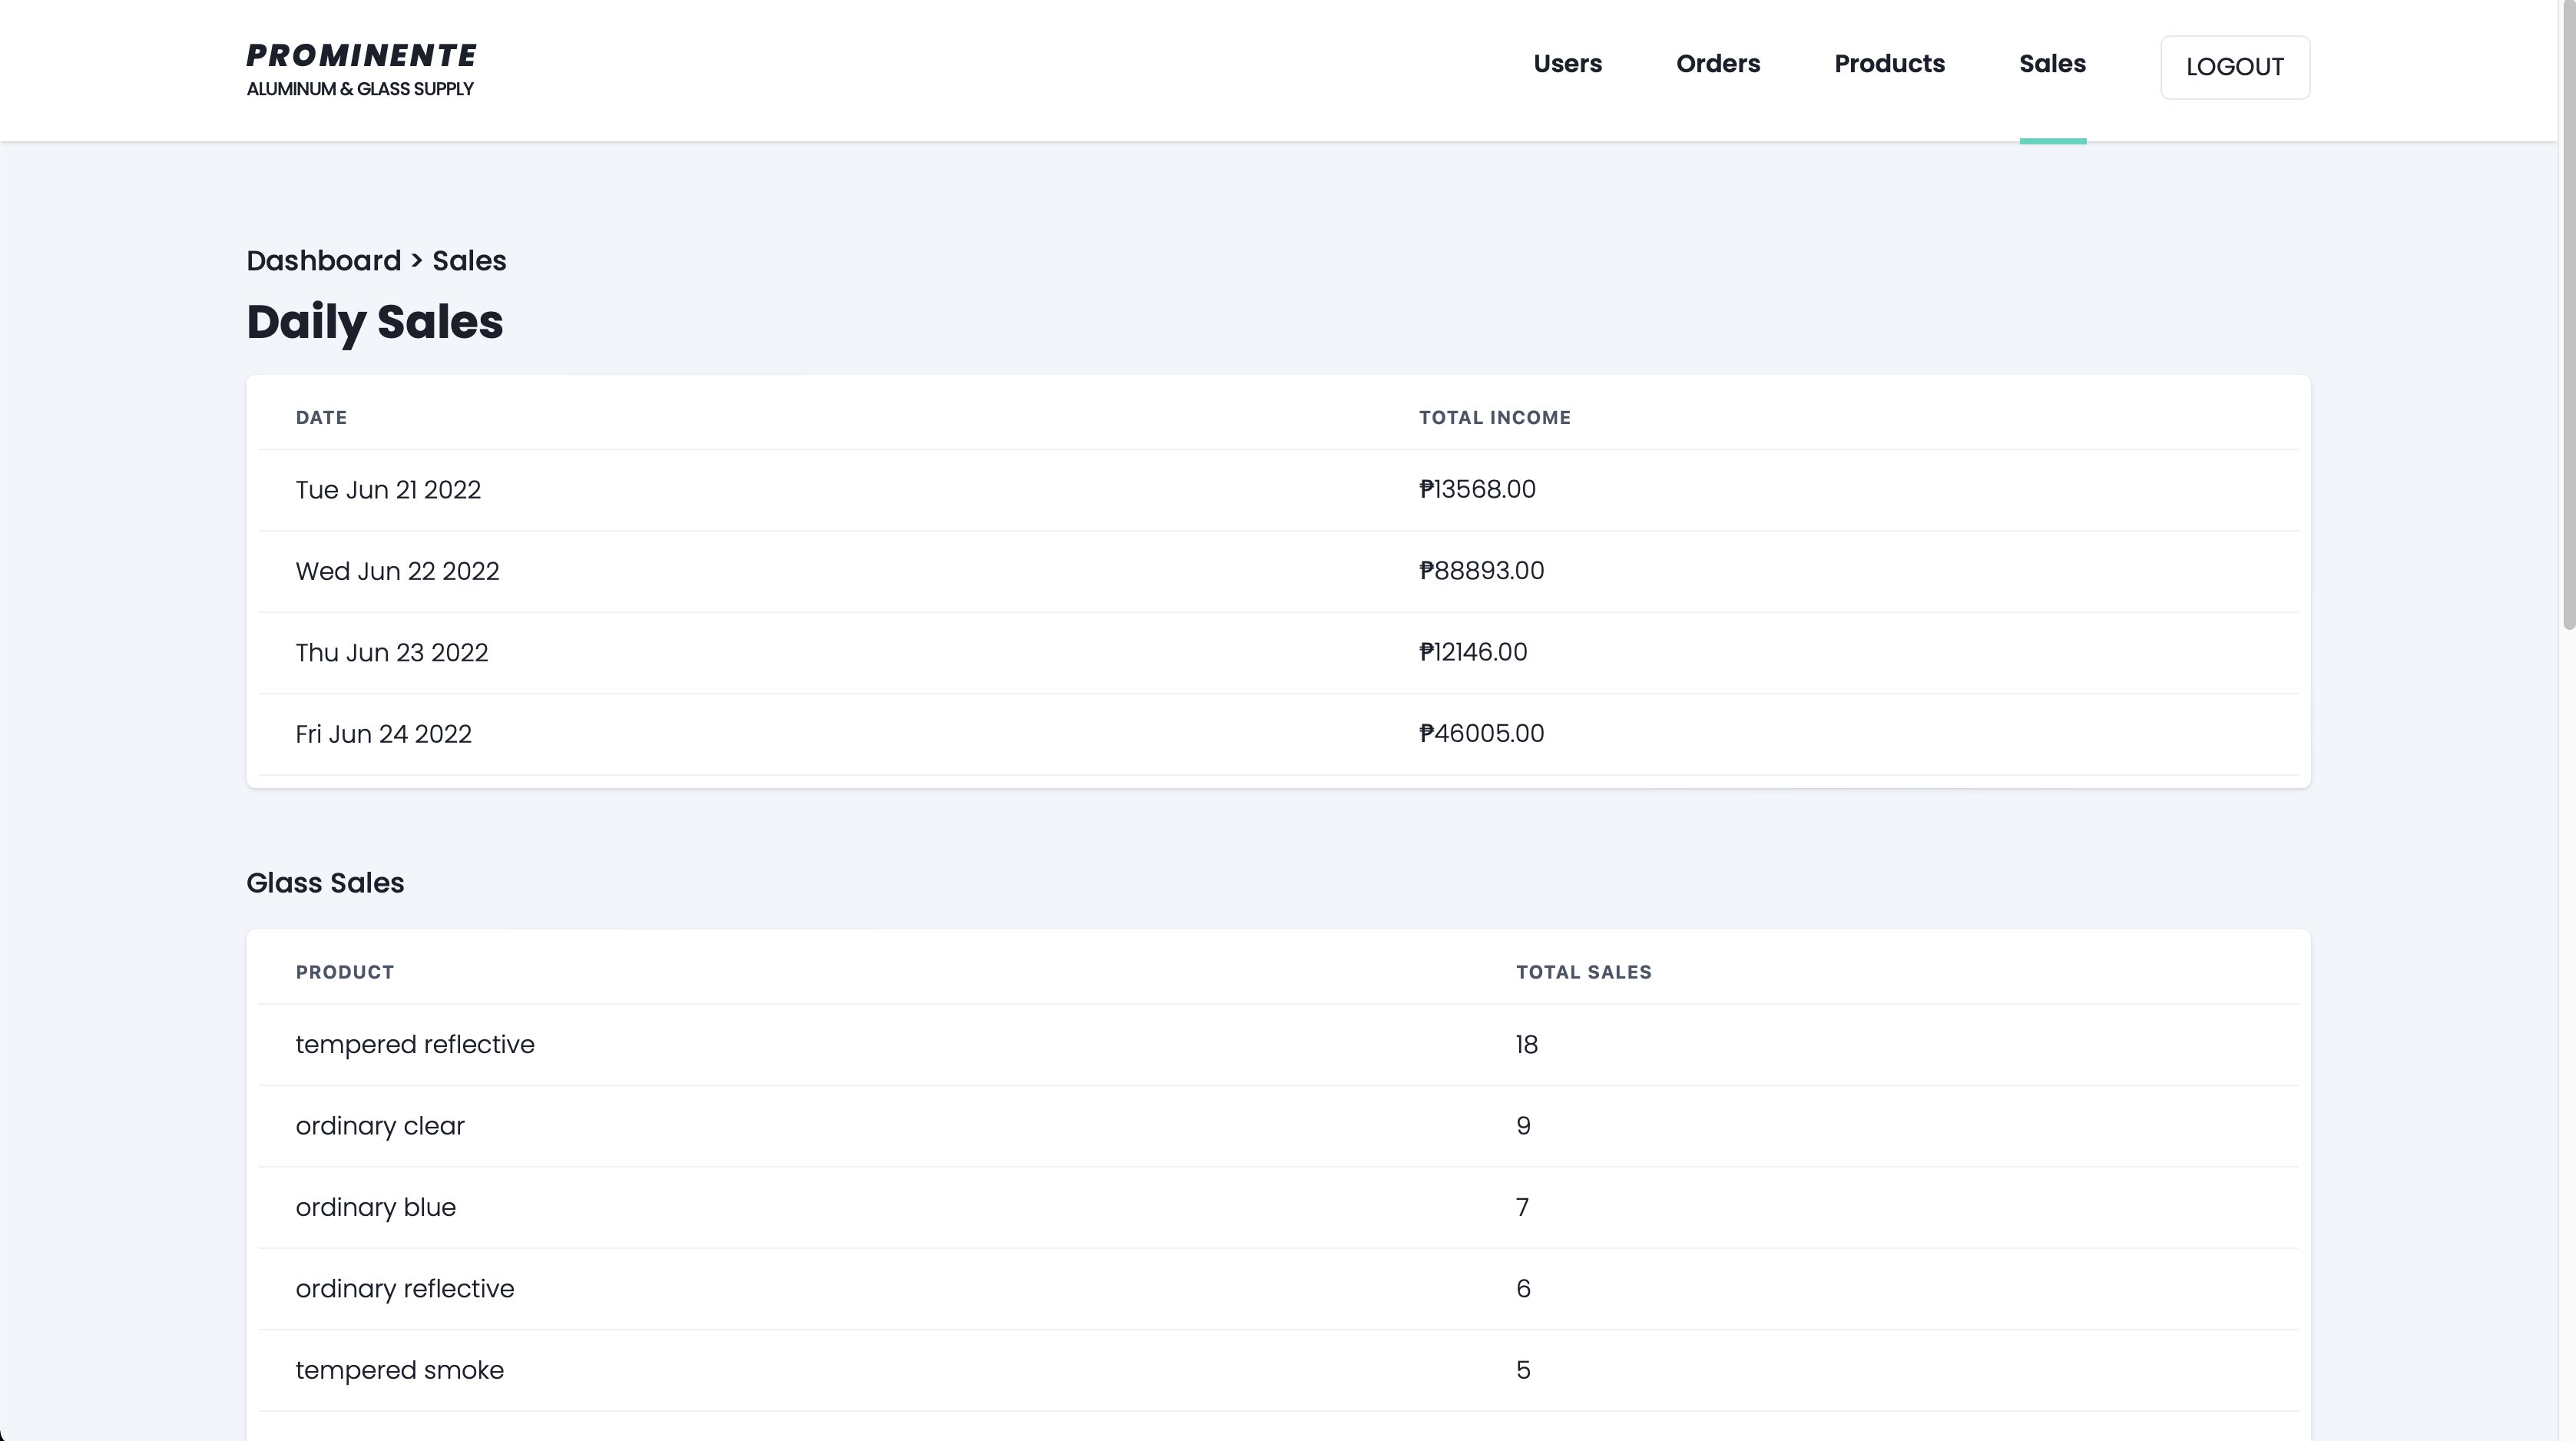 PROMINENTE
ALUMINUM & GLASS SUPPLY
Users Orders Products Sales LOGOUT
Dashboard > Sales
Daily Sales
DATE TOTAL INCOME
Tue Jun 21 2022 ₱13568.00
Wed Jun 22 2022 ₱88893.00
Thu Jun 23 2022 ₱12146.00
Fri Jun 24 2022 ₱46005.00
Glass Sales
PRODUCT TOTAL SALES
tempered reflective 18
ordinary clear 9
ordinary blue 7
ordinary reflective 6
tempered smoke 5